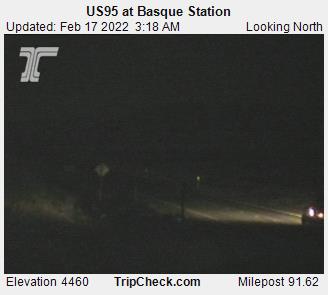 US95 at Basque Station
Updated: Feb 17 2022 3:18 AM Looking North
Elevation 4460 TripCheck.com Milepost 91.62